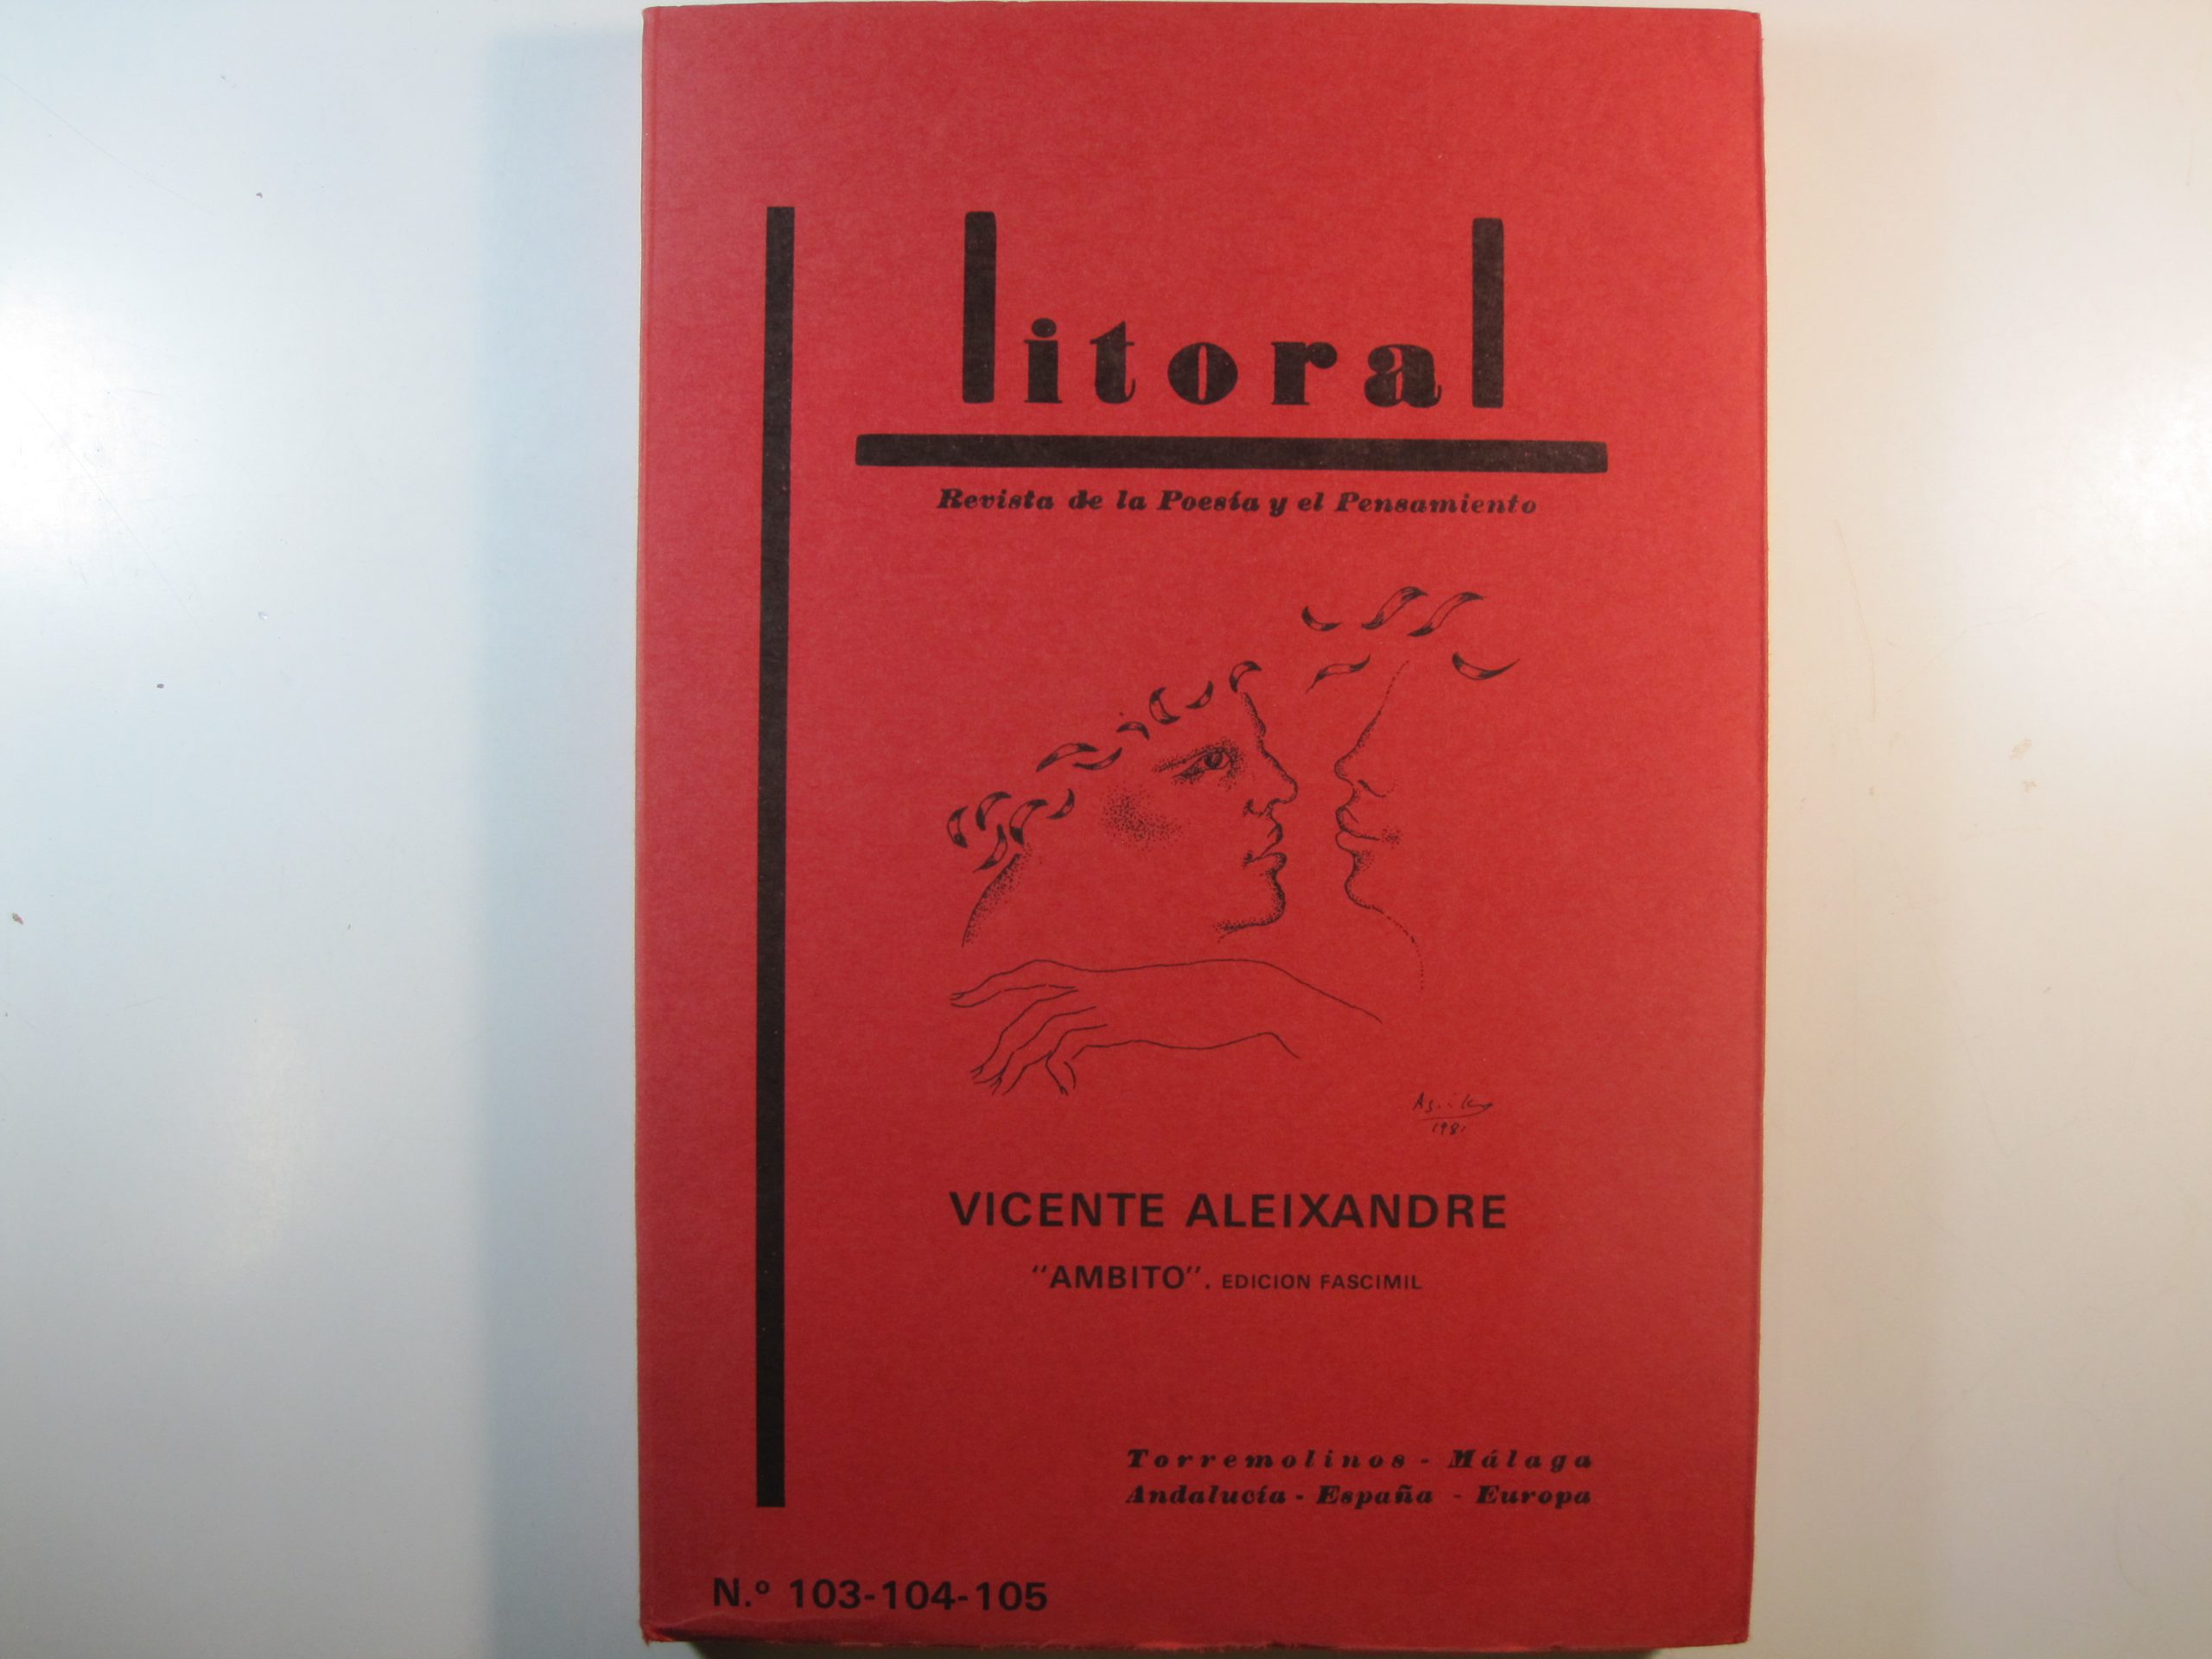 litoral
Revista de la Poesía y el Pensamiento
1981
VICENTE ALEIXANDRE
"AMBITO". EDICION FASCIMIL
Torremolinos - Málaga
Andalucía - España - Europa
N.º 103-104-105